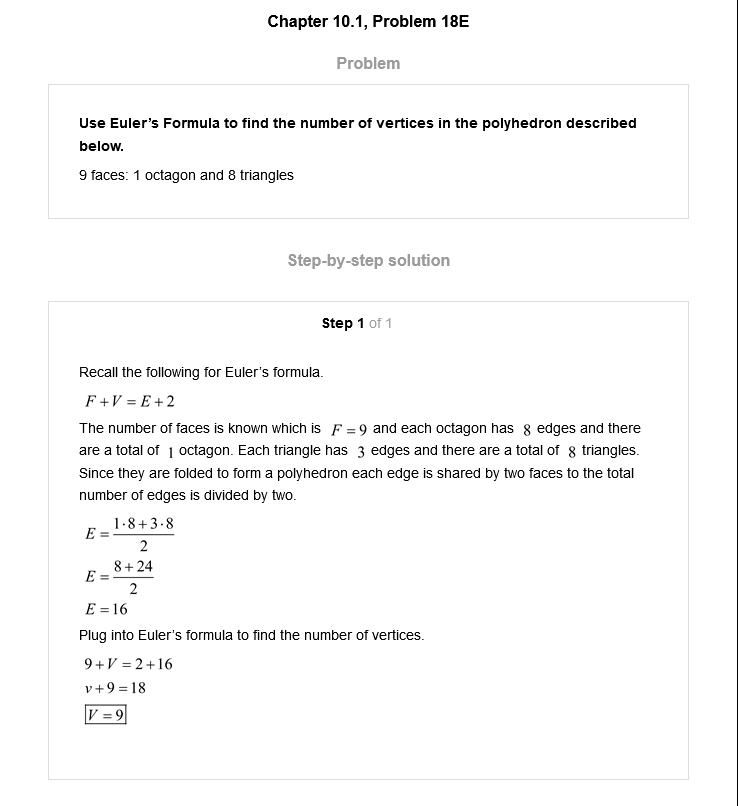 Chapter 10.1, Problem 18E
Problem
Use Euler's Formula to find the number of vertices in the polyhedron described
below.
9 faces: 1 octagon and 8 triangles
Step-by-step solution
Step 1 of 1
Recall the following for Euler's formula.
F + V = E + 2
The number of faces is known which is F = 9 and each octagon has 8 edges and there
are a total of 1 octagon. Each triangle has 3 edges and there are a total of 8 triangles.
Since they are folded to form a polyhedron each edge is shared by two faces to the total
number of edges is divided by two.
E = (1·8 + 3·8) / 2
E = (8 + 24) / 2
E = 16
Plug into Euler's formula to find the number of vertices.
9 + V = 2 + 16
v + 9 = 18
V = 9